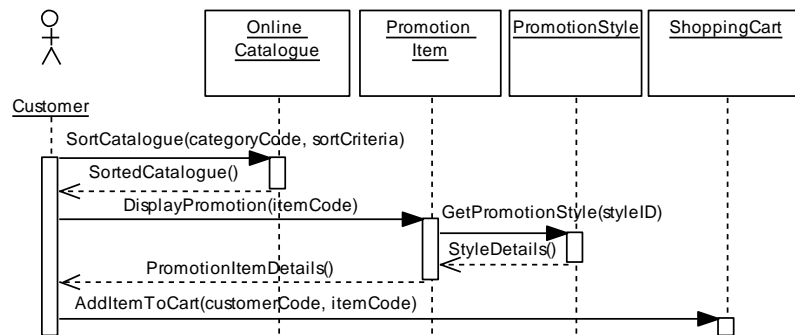 Online
Catalogue
Promotion
Item
PromotionStyle
ShoppingCart
Customer
SortCatalogue(categoryCode, sortCriteria)
SortedCatalogue()
DisplayPromotion(itemCode)
GetPromotionStyle(styleID)
StyleDetails()
PromotionItemDetails()
AddItemToCart(customerCode, itemCode)